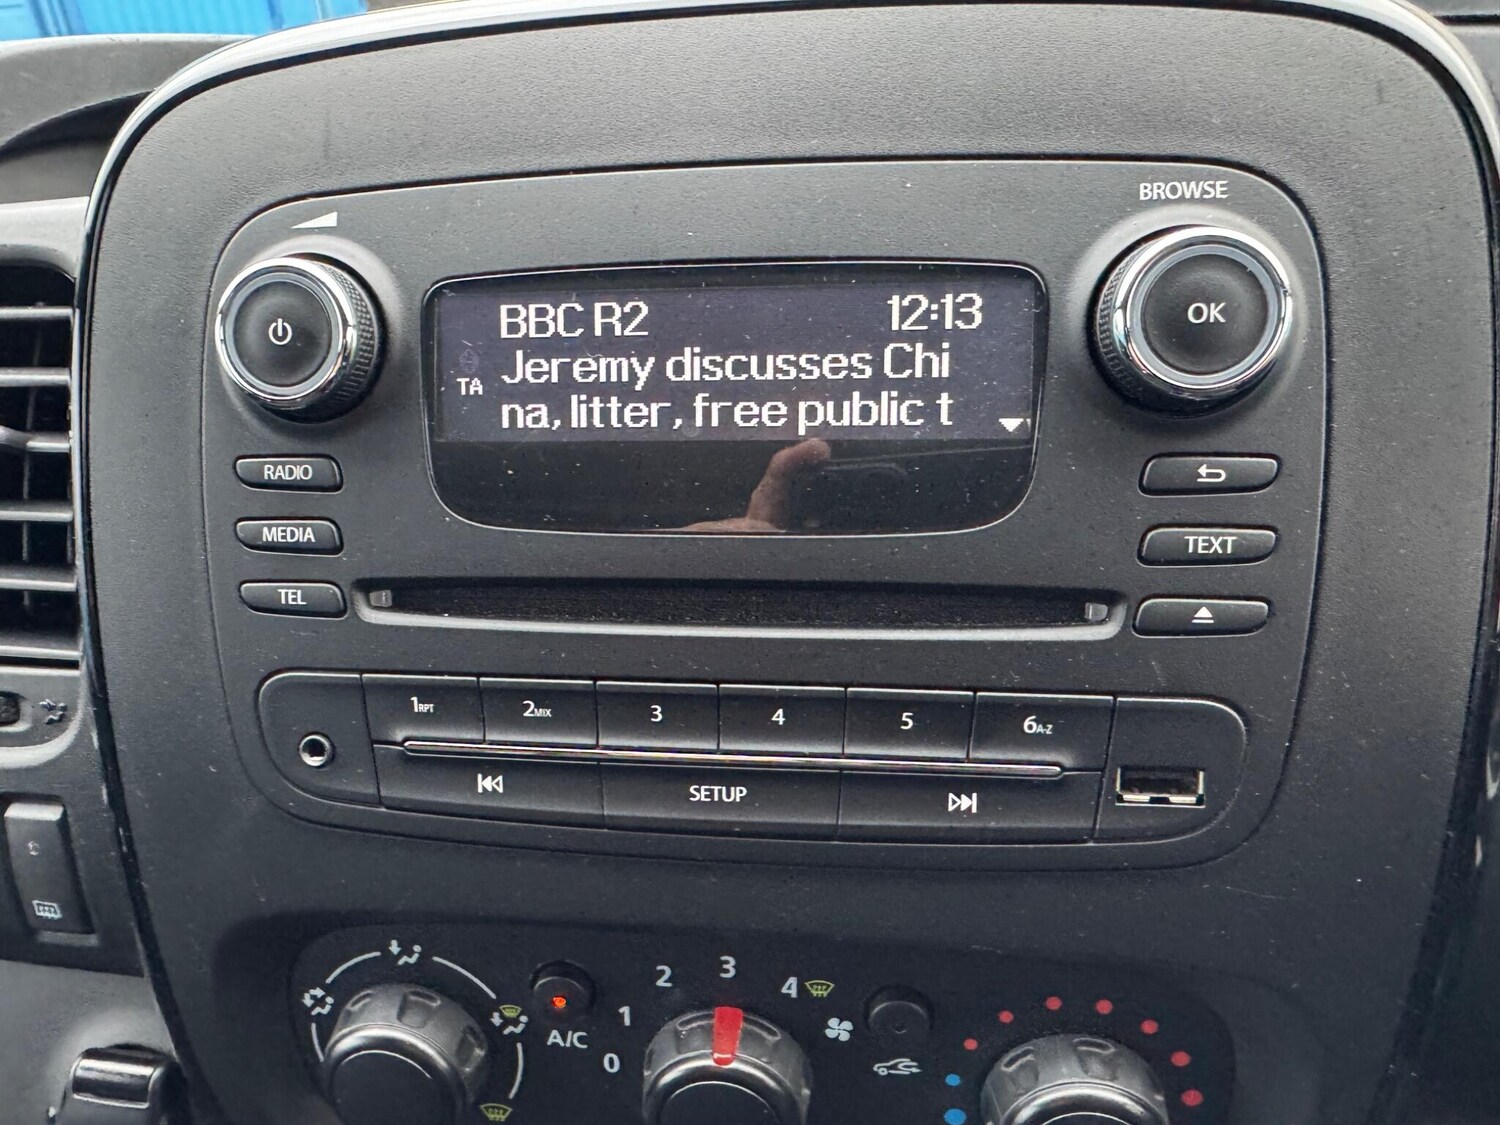 BROWSE
BBC R2 12:13
Jeremy discusses Chi
TA
na, litter, free public t
OK
RADIO
MEDIA
TEXT
TEL
1RPT 2MIX 3 4 5 6A-Z
SETUP
0 1 2 3 4
A/C